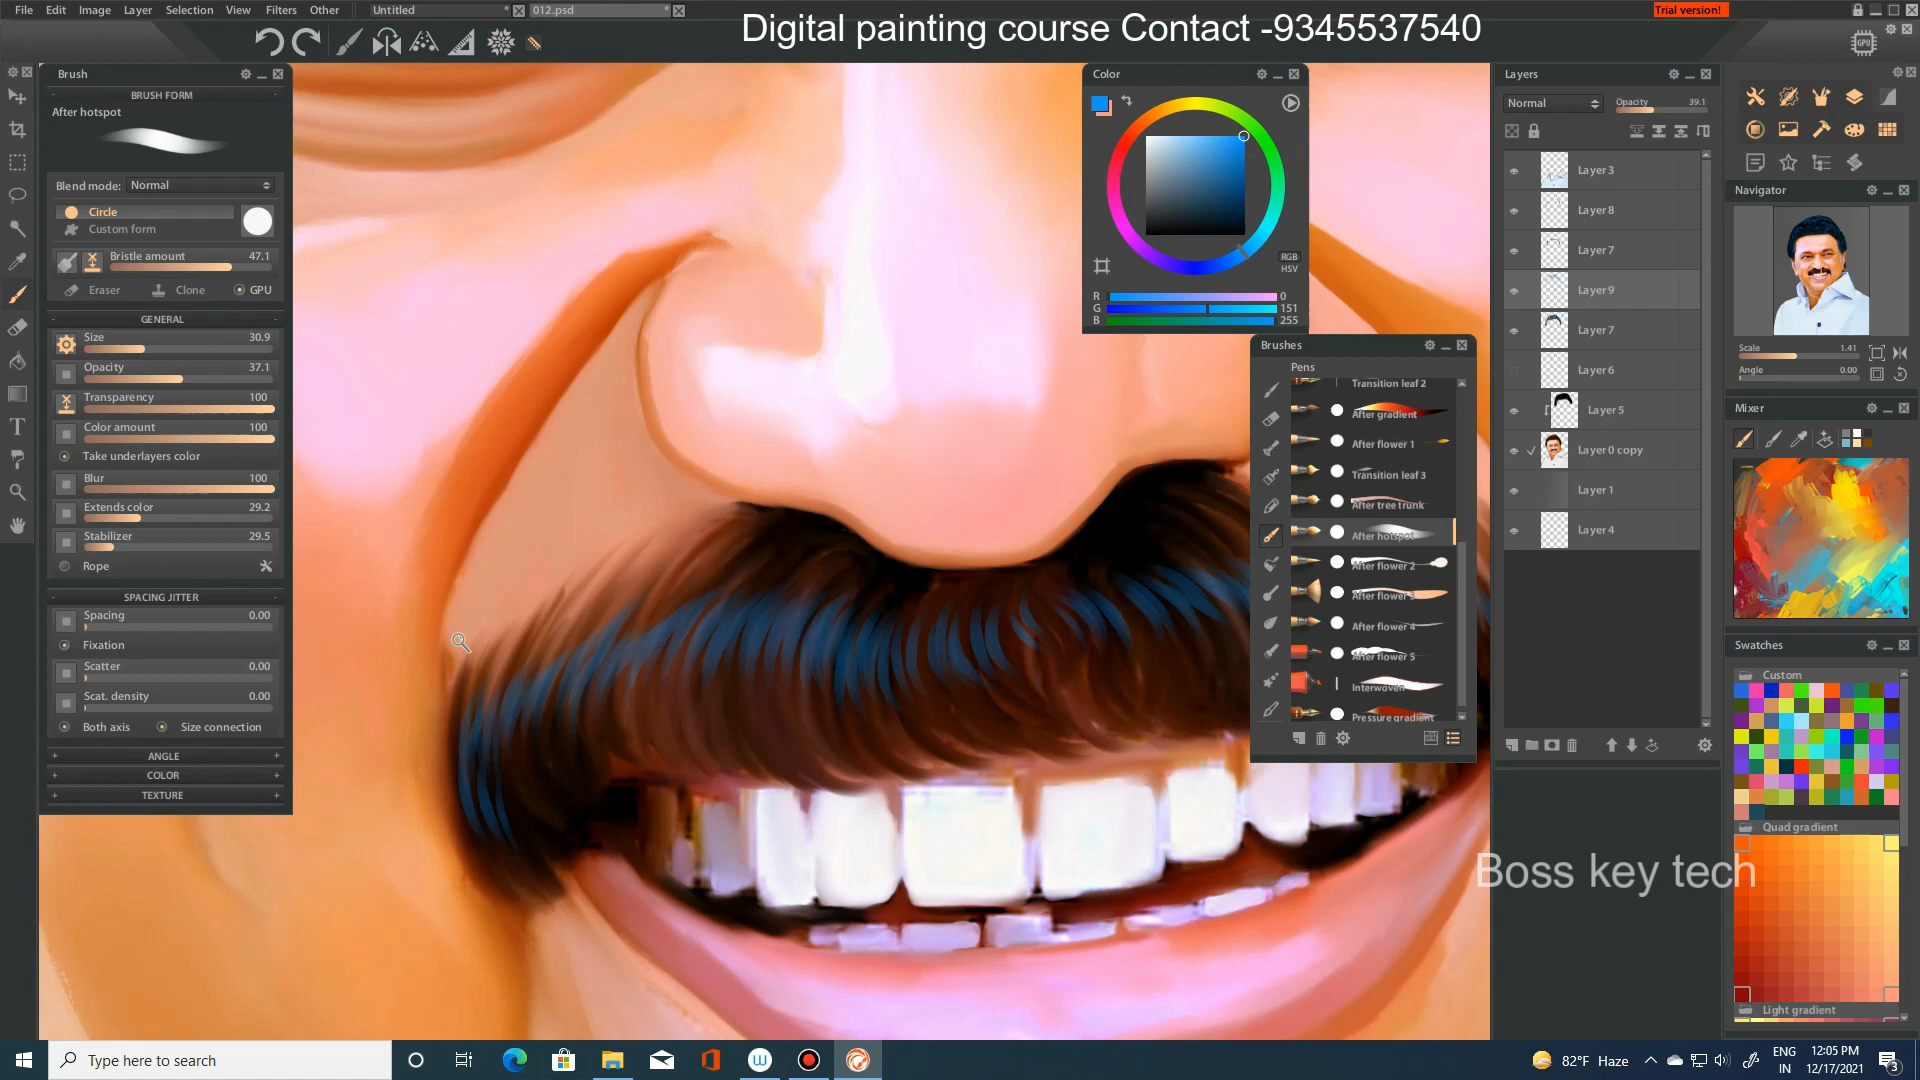 File Edit Image Layer Selection View Filters Other
Untitled *
012.psd *
Trial version!
Digital painting course Contact -9345537540
GPU
Brush
BRUSH FORM
After hotspot
Blend mode: Normal
Circle
Custom form
Bristle amount 47.1
Eraser Clone GPU
GENERAL
Size 30.9
Opacity 37.1
Transparency 100
Color amount 100
Take underlayers color
Blur 100
Extends color 29.2
Stabilizer 29.5
Rope
SPACING JITTER
Spacing 0.00
Fixation
Scatter 0.00
Scat. density 0.00
Both axis Size connection
ANGLE
COLOR
TEXTURE
Color
RGB
HSV
R 0
G 151
B 255
Brushes
Pens
Transition leaf 2
After gradient
After flower 1
Transition leaf 3
After tree trunk
After hotspot
After flower 2
After flower 3
After flower 4
After flower 5
Interwoven
Pressure gradient
Layers
Normal
Opacity 39.1
Layer 3
Layer 8
Layer 7
Layer 9
Layer 7
Layer 6
Layer 5
Layer 0 copy
Layer 1
Layer 4
Navigator
Scale 1.41
Angle 0.00
Mixer
Swatches
Custom
Quad gradient
Light gradient
Boss key tech
Type here to search
82°F Haze
ENG
IN
12:05 PM
12/17/2021
3